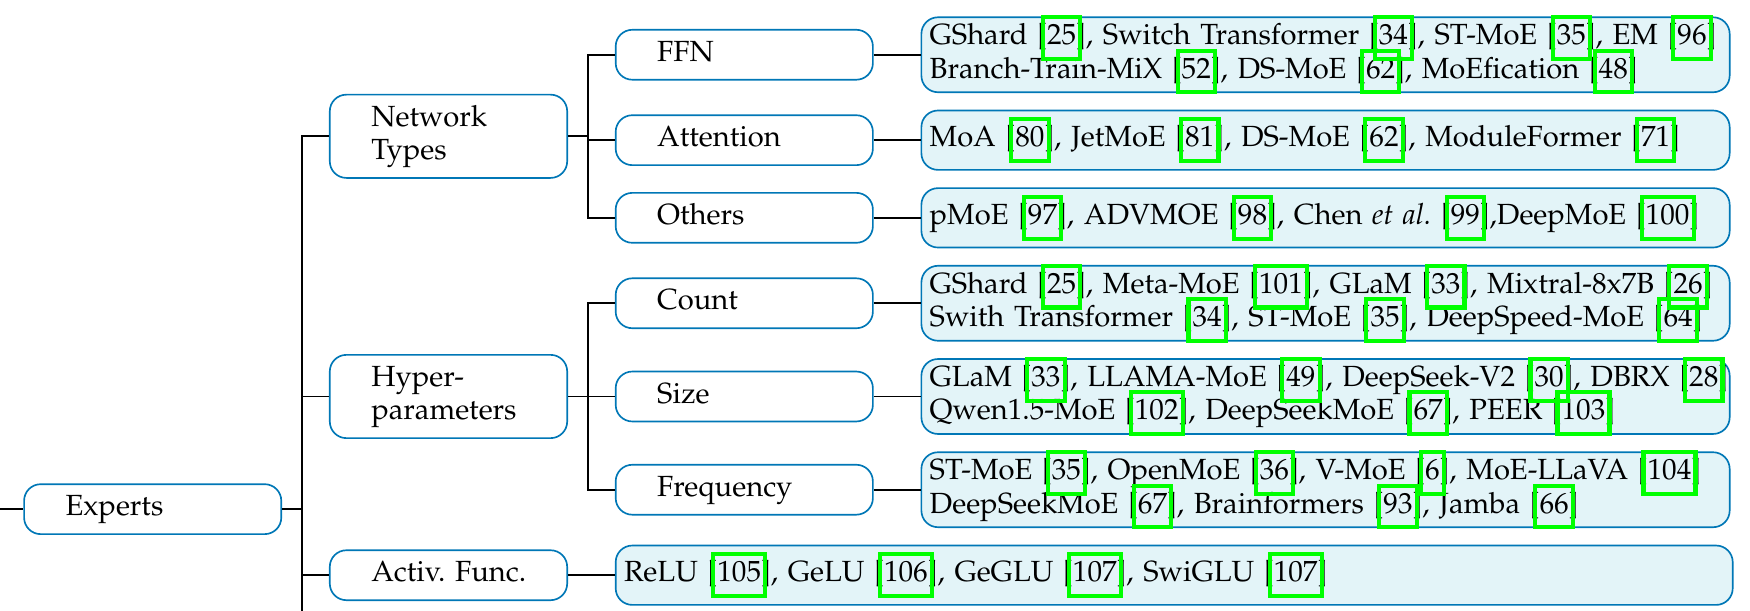 FFN
GShard [25], Switch Transformer [34], ST-MoE [35], EM [96]
Branch-Train-MiX [52], DS-MoE [62], MoEfication [48]
Network
Types
Attention
MoA [80], JetMoE [81], DS-MoE [62], ModuleFormer [71]
Others
pMoE [97], ADVMOE [98], Chen et al. [99],DeepMoE [100]
Count
GShard [25], Meta-MoE [101], GLaM [33], Mixtral-8x7B [26]
Swith Transformer [34], ST-MoE [35], DeepSpeed-MoE [64]
Hyper-
parameters
Size
GLaM [33], LLAMA-MoE [49], DeepSeek-V2 [30], DBRX [28]
Qwen1.5-MoE [102], DeepSeekMoE [67], PEER [103]
Frequency
ST-MoE [35], OpenMoE [36], V-MoE [6], MoE-LLaVA [104]
DeepSeekMoE [67], Brainformers [93], Jamba [66]
Experts
Activ. Func.
ReLU [105], GeLU [106], GeGLU [107], SwiGLU [107]